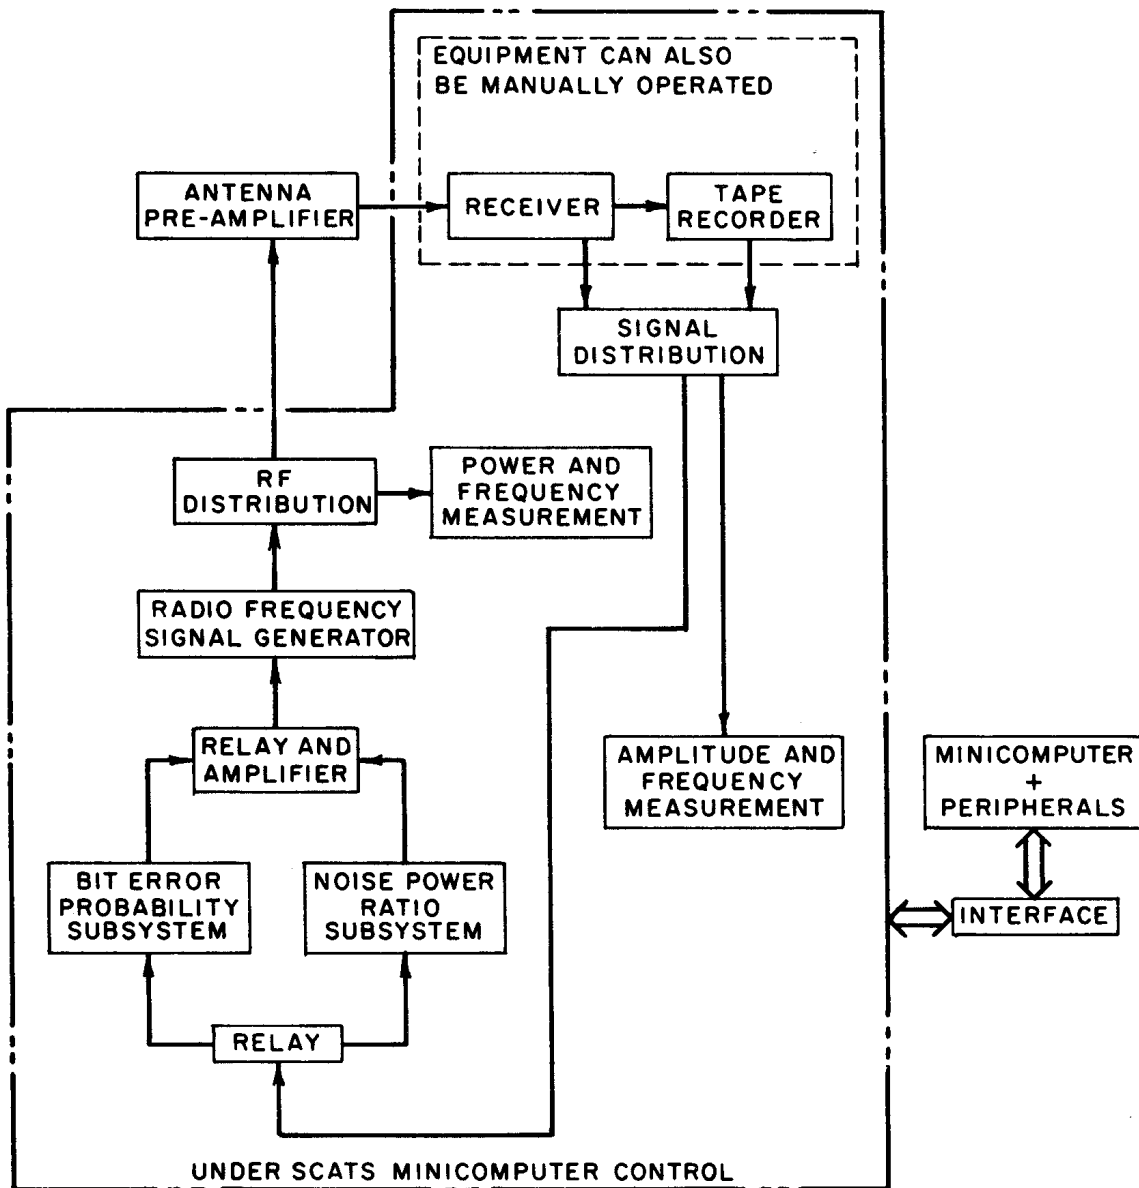 EQUIPMENT CAN ALSO
BE MANUALLY OPERATED
ANTENNA
PRE-AMPLIFIER
RECEIVER
TAPE
RECORDER
SIGNAL
DISTRIBUTION
RF
DISTRIBUTION
POWER AND
FREQUENCY
MEASUREMENT
RADIO FREQUENCY
SIGNAL GENERATOR
RELAY AND
AMPLIFIER
AMPLITUDE AND
FREQUENCY
MEASUREMENT
MINICOMPUTER
+
PERIPHERALS
BIT ERROR
PROBABILITY
SUBSYSTEM
NOISE POWER
RATIO
SUBSYSTEM
INTERFACE
RELAY
UNDER SCATS MINICOMPUTER CONTROL